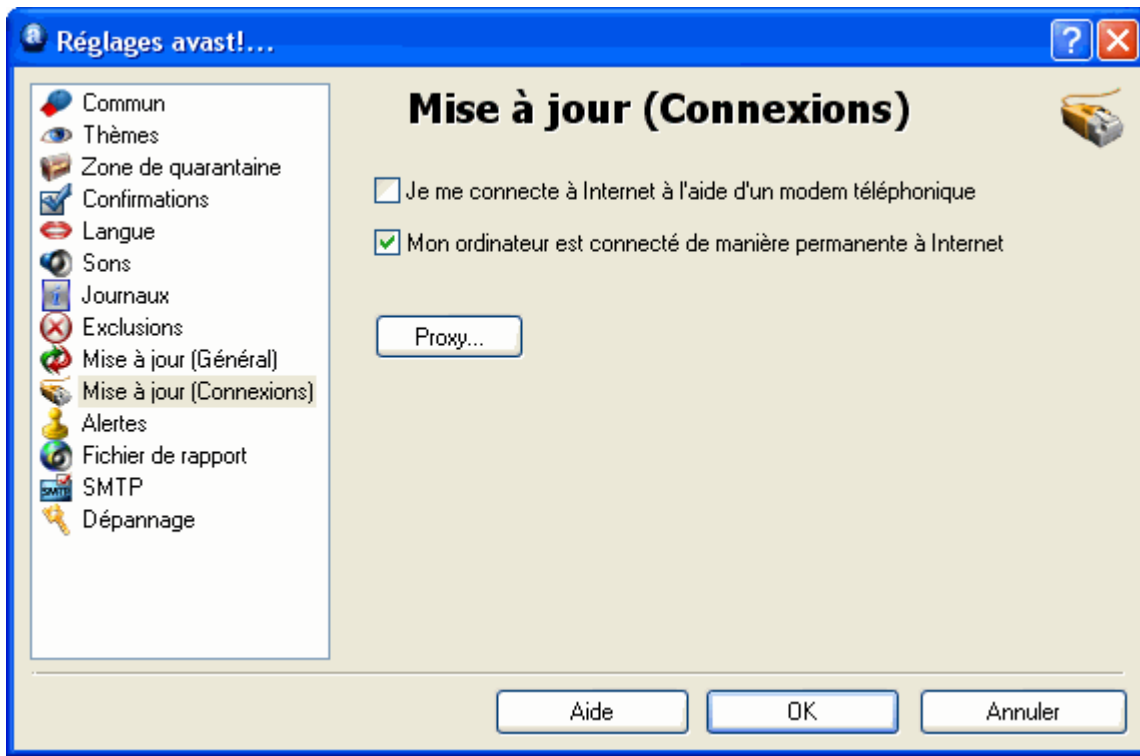 Réglages avast!...
Commun
Thèmes
Zone de quarantaine
Confirmations
Langue
Sons
Journaux
Exclusions
Mise à jour (Général)
Mise à jour (Connexions)
Alertes
Fichier de rapport
SMTP
Dépannage
Mise à jour (Connexions)
Je me connecte à Internet à l'aide d'un modem téléphonique
Mon ordinateur est connecté de manière permanente à Internet
Proxy...
Aide
OK
Annuler